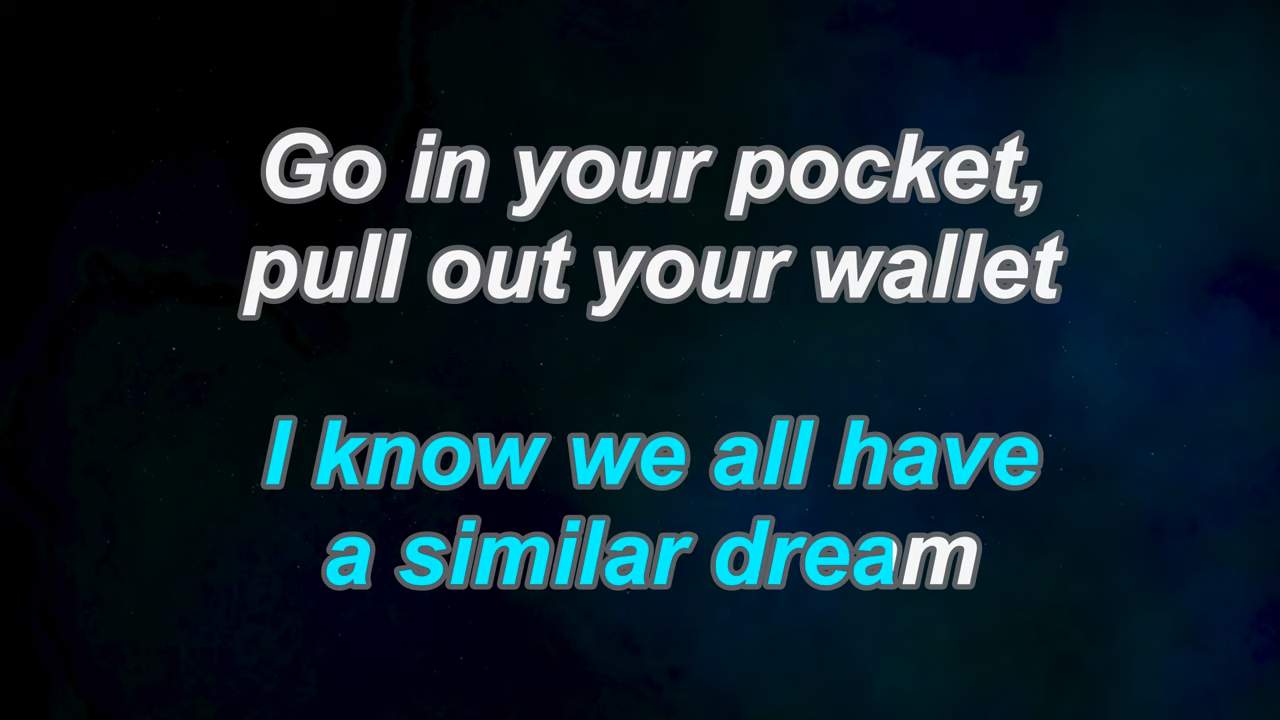 Go in your pocket,
pull out your wallet
I know we all have
a similar dream